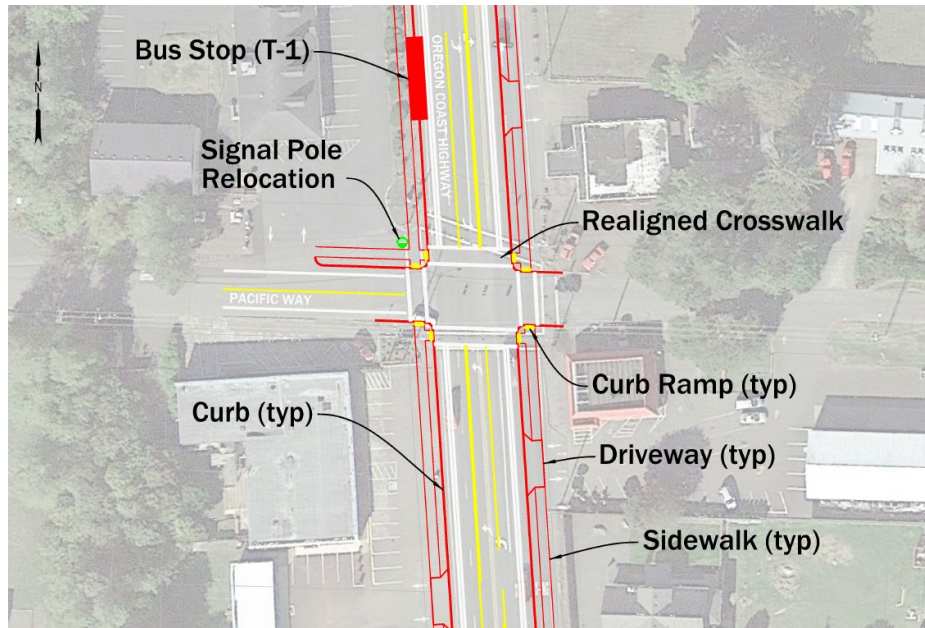 Bus Stop (T-1)
OREGON COAST HIGHWAY
N
Signal Pole
Relocation
Realigned Crosswalk
PACIFIC WAY
Curb Ramp (typ)
Curb (typ)
Driveway (typ)
Sidewalk (typ)